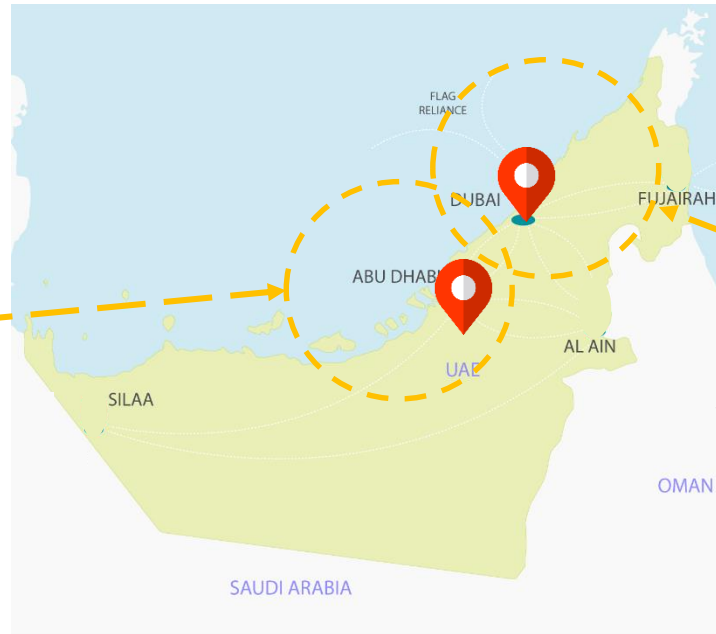 FLAG
RELIANCE
DUBAI
FUJAIRAH
ABU DHABI
AL AIN
UAE
SILAA
OMAN
SAUDI ARABIA